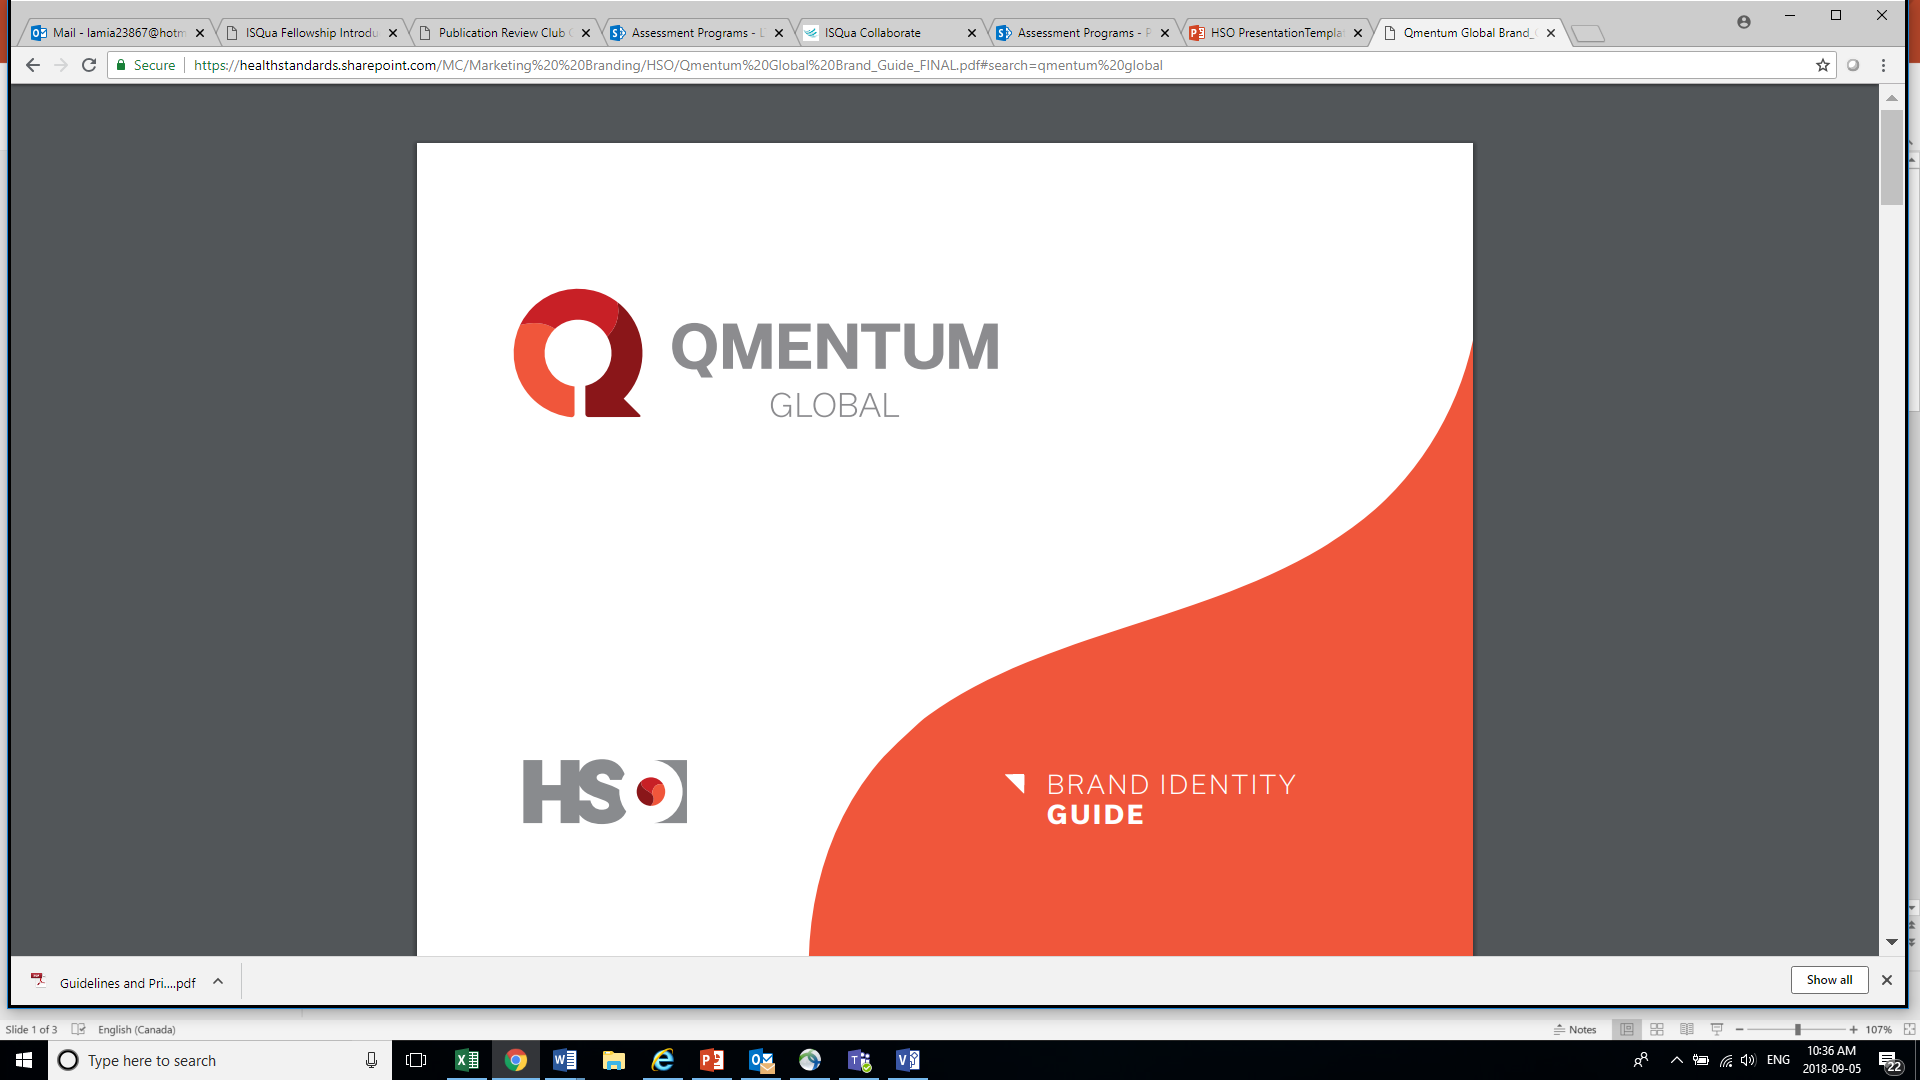 Mail - lamia23867@hotm
ISQua Fellowship Introdu
Publication Review Club
Assessment Programs -
ISQua Collaborate
Assessment Programs - P
HSO PresentationTempla
Qmentum Global Brand_
Secure
https://healthstandards.sharepoint.com/MC/Marketing%20%20Branding/HSO/Qmentum%20Global%20Brand_Guide_FINAL.pdf#search=qmentum%20global
QMENTUM
GLOBAL
HSO
BRAND IDENTITY
GUIDE
Guidelines and Pri....pdf
Show all
Slide 1 of 3
English (Canada)
Notes
107%
Type here to search
ENG
10:36 AM
2018-09-05
22